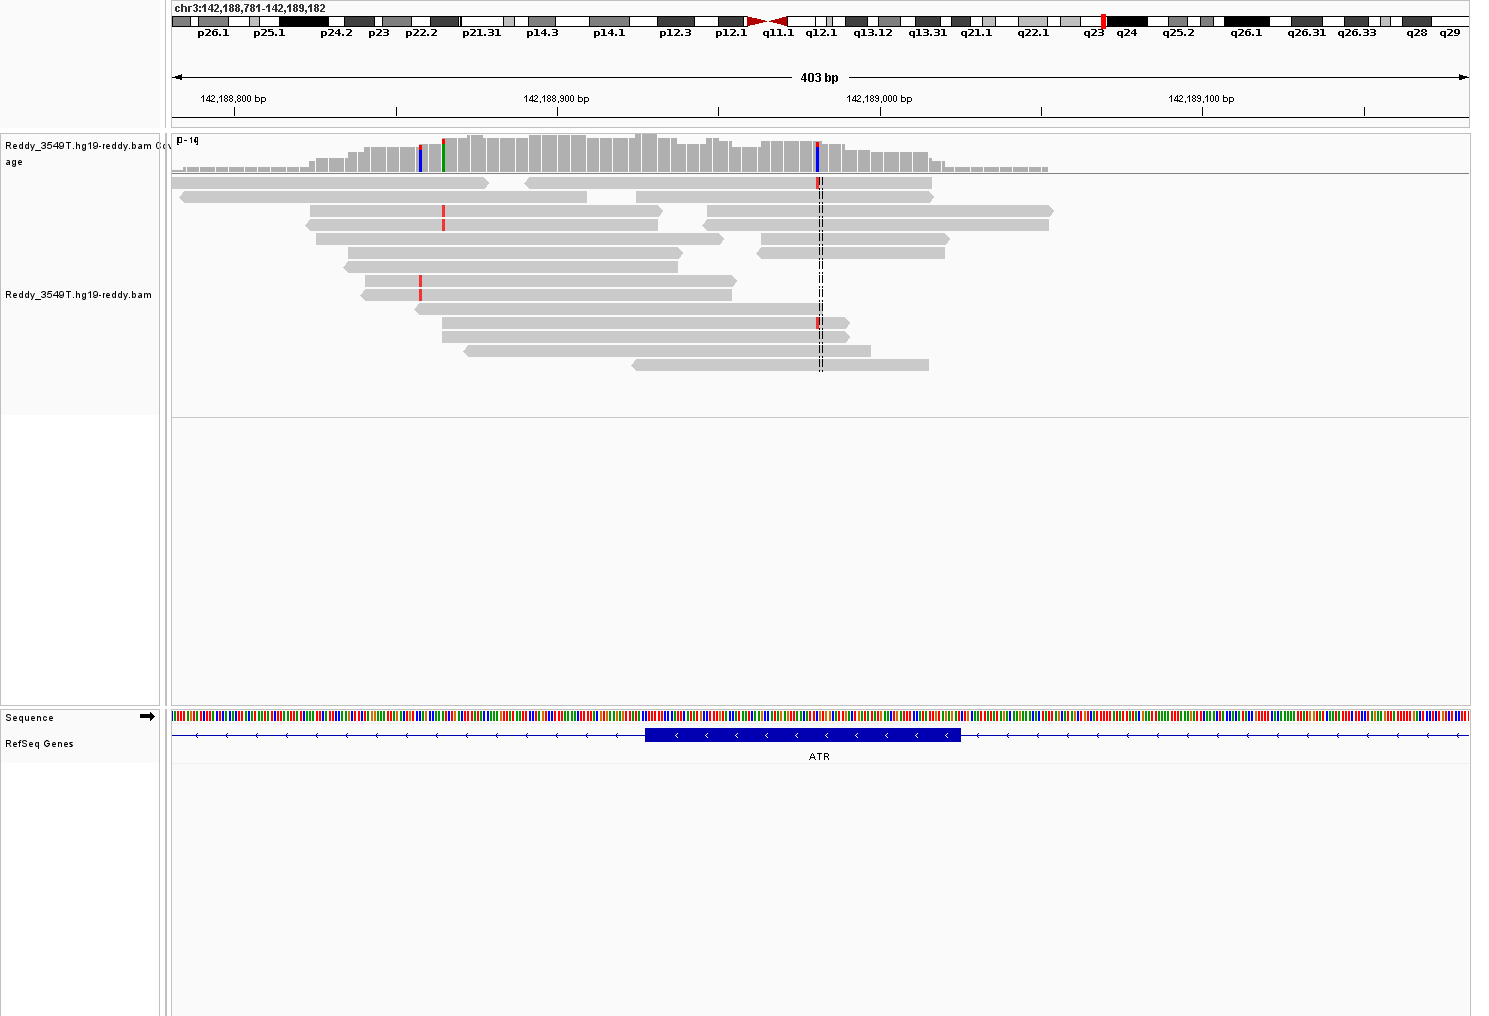 chr3:142,188,781-142,189,182
p26.1 p25.1 p24.2 p23 p22.2 p21.31 p14.3 p14.1 p12.3 p12.1 q11.1 q12.1 q13.12 q13.31 q21.1 q22.1 q23 q24 q25.2 q26.1 q26.31 q26.33 q28 q29
403 bp
142,188,800 bp 142,188,900 bp 142,189,000 bp 142,189,100 bp
Reddy_3549T.hg19-reddy.bam Cov
age
Reddy_3549T.hg19-reddy.bam
Sequence
RefSeq Genes
ATR